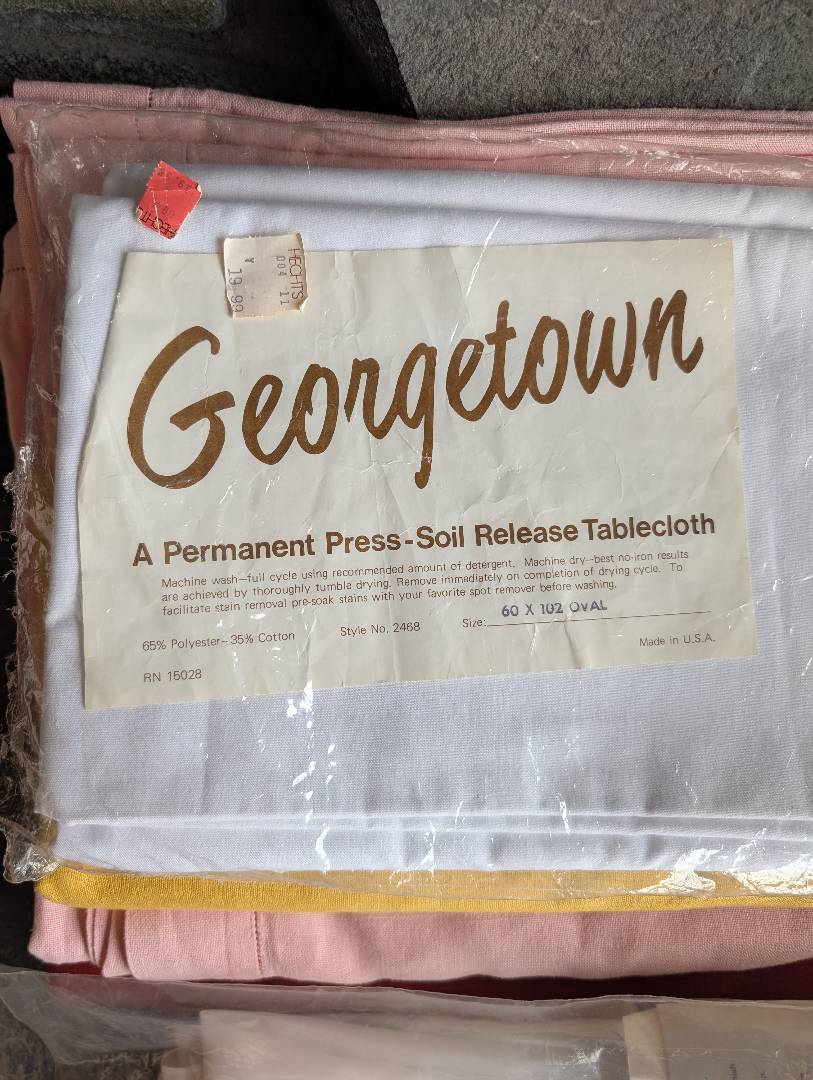 HECHT'S
HECHTS
004 11
19.99
Georgetown
A Permanent Press-Soil Release Tablecloth
Machine wash—full cycle using recommended amount of detergent. Machine dry--best no-iron results
are achieved by thoroughly tumble drying. Remove immediately on completion of drying cycle. To
facilitate stain removal pre-soak stains with your favorite spot remover before washing.
65% Polyester–35% Cotton Style No. 2468 Size: 60 X 102 OVAL
RN 15028 Made in U.S.A.